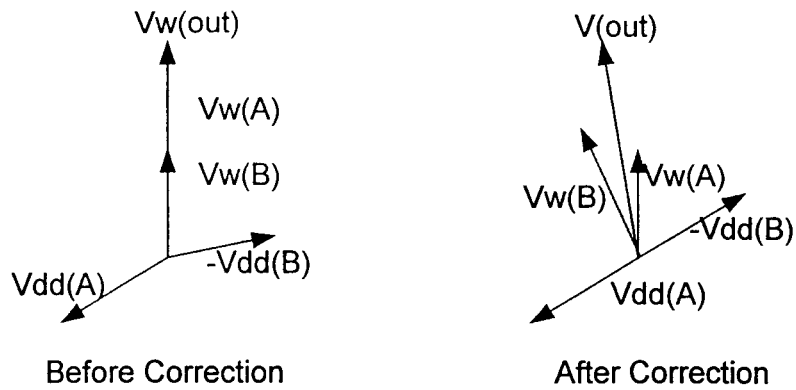 Vw(out)
Vw(A)
Vw(B)
-Vdd(B)
Vdd(A)
Before Correction
V(out)
Vw(A)
Vw(B)
-Vdd(B)
Vdd(A)
After Correction